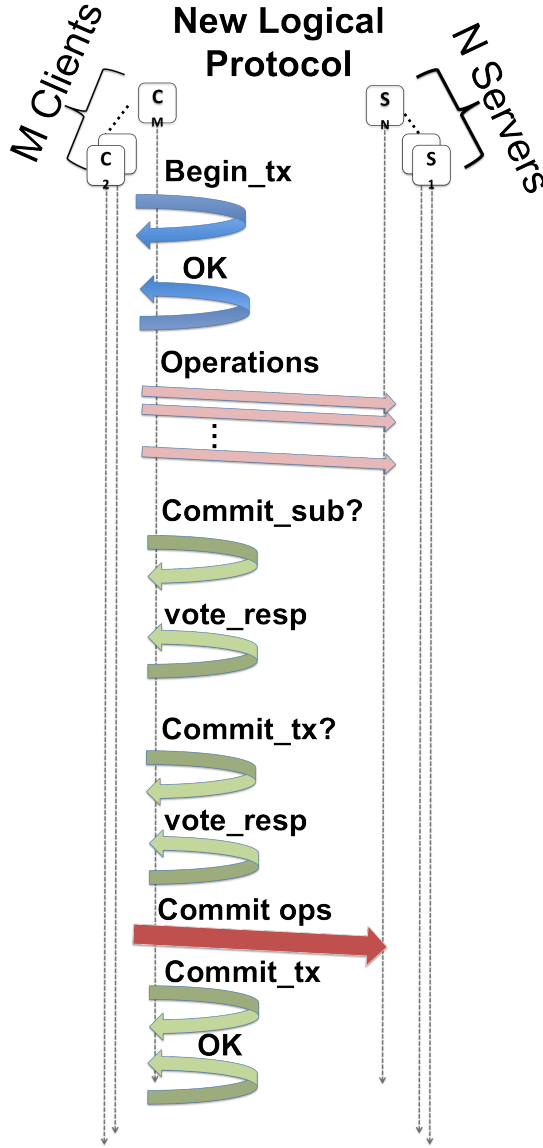 New Logical
Protocol
M Clients
N Servers
C
M
S
N
C
2
S
1
Begin_tx
OK
Operations
Commit_sub?
vote_resp
Commit_tx?
vote_resp
Commit ops
Commit_tx
OK